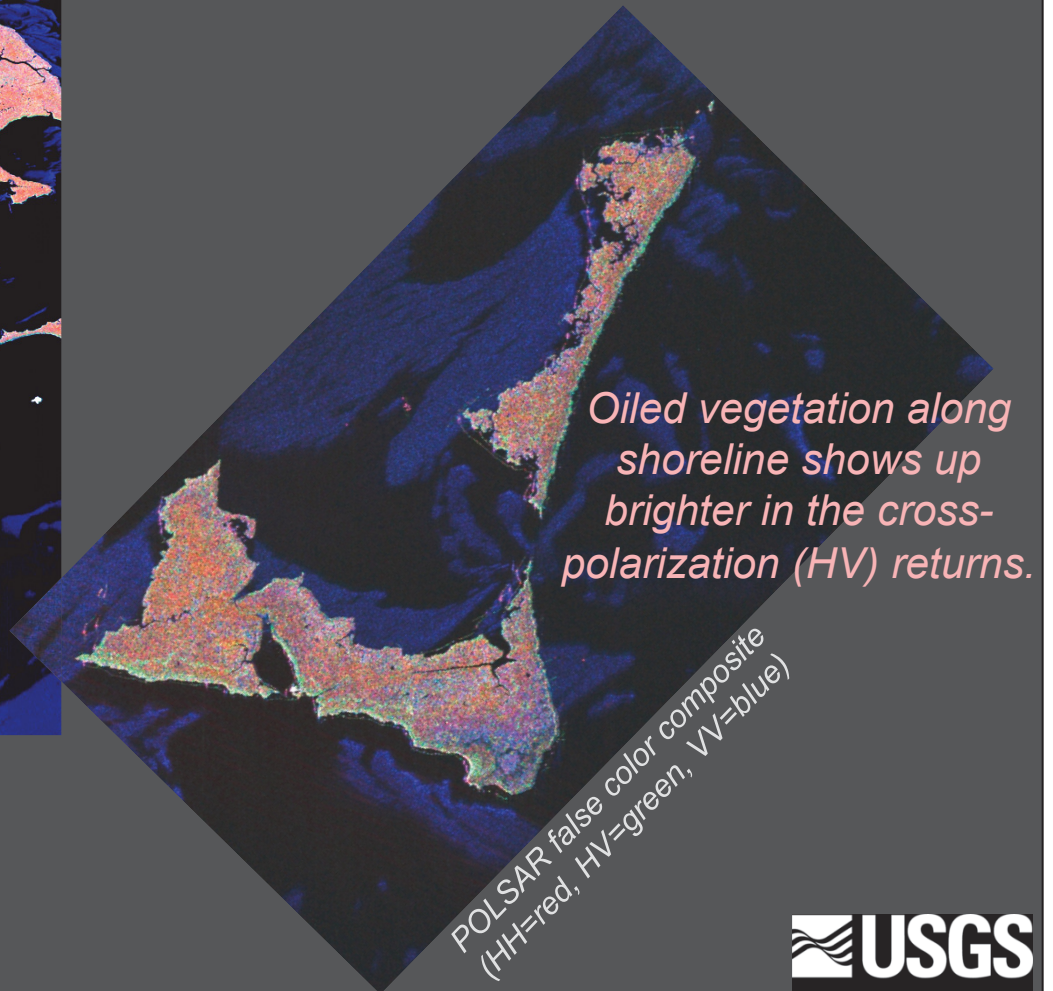 Oiled vegetation along
shoreline shows up
brighter in the cross-
polarization (HV) returns.
POLSAR false color composite
(HH=red, HV=green, VV=blue)
USGS